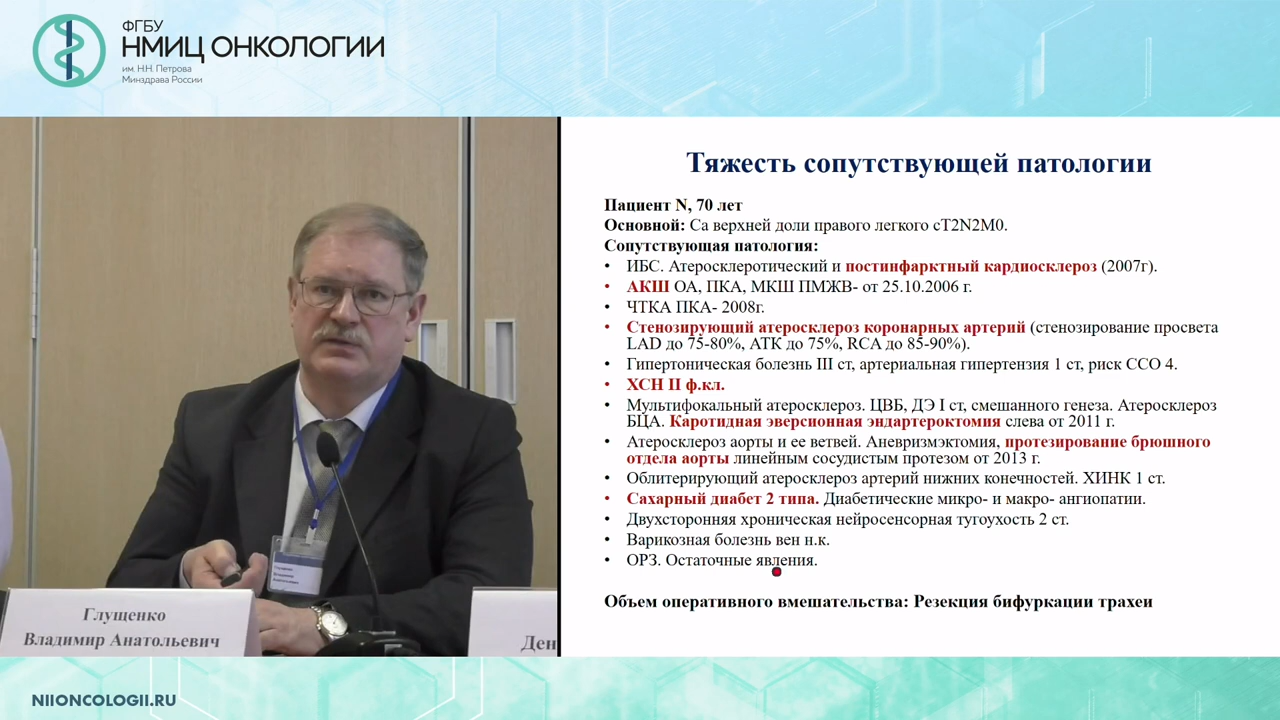 ФГБУ
НМИЦ ОНКОЛОГИИ
им. Н.Н. Петрова
Минздрава России
Тяжесть сопутствующей патологии
Пациент N, 70 лет
Основной: Са верхней доли правого легкого cT2N2M0.
Сопутствующая патология:
• ИБС. Атеросклеротический и постинфарктный кардиосклероз (2007г).
• АКШ ОА, ПКА, МКШ ПМЖВ- от 25.10.2006 г.
• ЧТКА ПКА- 2008г.
• Стенозирующий атеросклероз коронарных артерий (стенозирование просвета
LAD до 75-80%, АТК до 75%, RCA до 85-90%).
• Гипертоническая болезнь III ст, артериальная гипертензия 1 ст, риск ССО 4.
• ХСН II ф.кл.
• Мультифокальный атеросклероз. ЦВБ, ДЭ I ст, смешанного генеза. Атеросклероз
БЦА. Каротидная эверсионная эндартероктомия слева от 2011 г.
• Атеросклероз аорты и ее ветвей. Аневризмэктомия, протезирование брюшного
отдела аорты линейным сосудистым протезом от 2013 г.
• Облитерирующий атеросклероз артерий нижних конечностей. ХИНК 1 ст.
• Сахарный диабет 2 типа. Диабетические микро- и макро- ангиопатии.
• Двухсторонняя хроническая нейросенсорная тугоухость 2 ст.
• Варикозная болезнь вен н.к.
• ОРЗ. Остаточные явления.
Объем оперативного вмешательства: Резекция бифуркации трахеи
Глущенко
Владимир Анатольевич
Ден
NIIONCOLOGII.RU